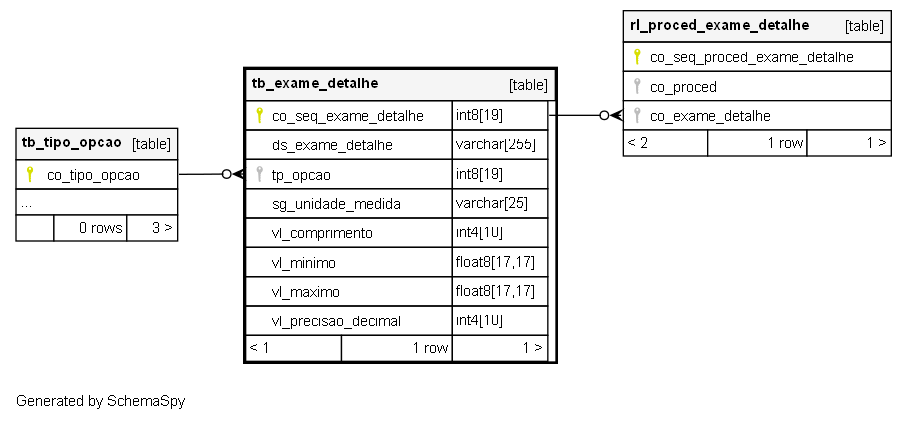 tb_tipo_opcao [table]
co_tipo_opcao
...
0 rows 3 >
tb_exame_detalhe [table]
co_seq_exame_detalhe int8[19]
ds_exame_detalhe varchar[255]
tp_opcao int8[19]
sg_unidade_medida varchar[25]
vl_comprimento int4[10]
vl_minimo float8[17,17]
vl_maximo float8[17,17]
vl_precisao_decimal int4[10]
< 1 1 row 1 >
rl_proced_exame_detalhe [table]
co_seq_proced_exame_detalhe
co_proced
co_exame_detalhe
< 2 1 row 1 >
Generated by SchemaSpy